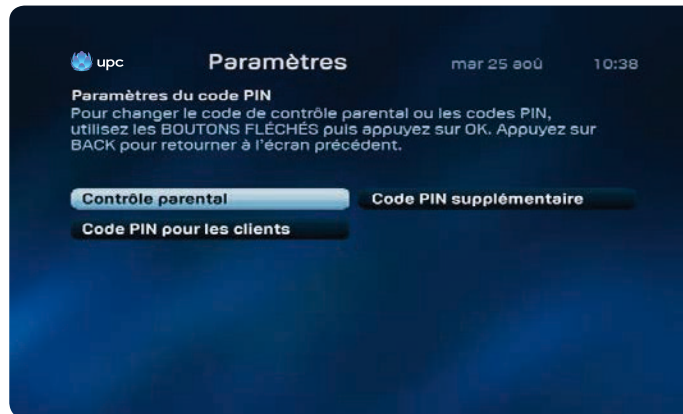 upc Paramètres mar 25 aoû 10:38
Paramètres du code PIN
Pour changer le code de contrôle parental ou les codes PIN,
utilisez les BOUTONS FLÉCHÉS puis appuyez sur OK. Appuyez sur
BACK pour retourner à l'écran précédent.
Contrôle parental Code PIN supplémentaire
Code PIN pour les clients